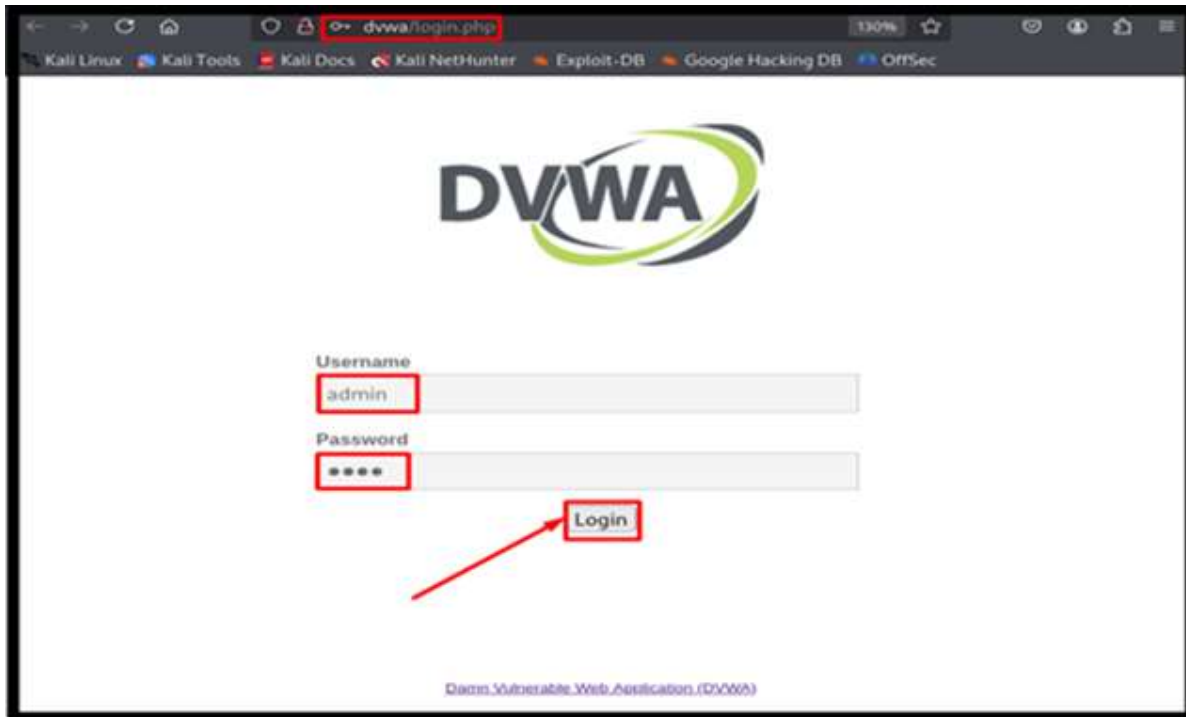 dvwa/login.php 130%
Kali Linux Kali Tools Kali Docs Kali NetHunter Exploit-DB Google Hacking DB OffSec
DVWA
Username
admin
Password
••••
Login
Damn Vulnerable Web Application (DVWA)